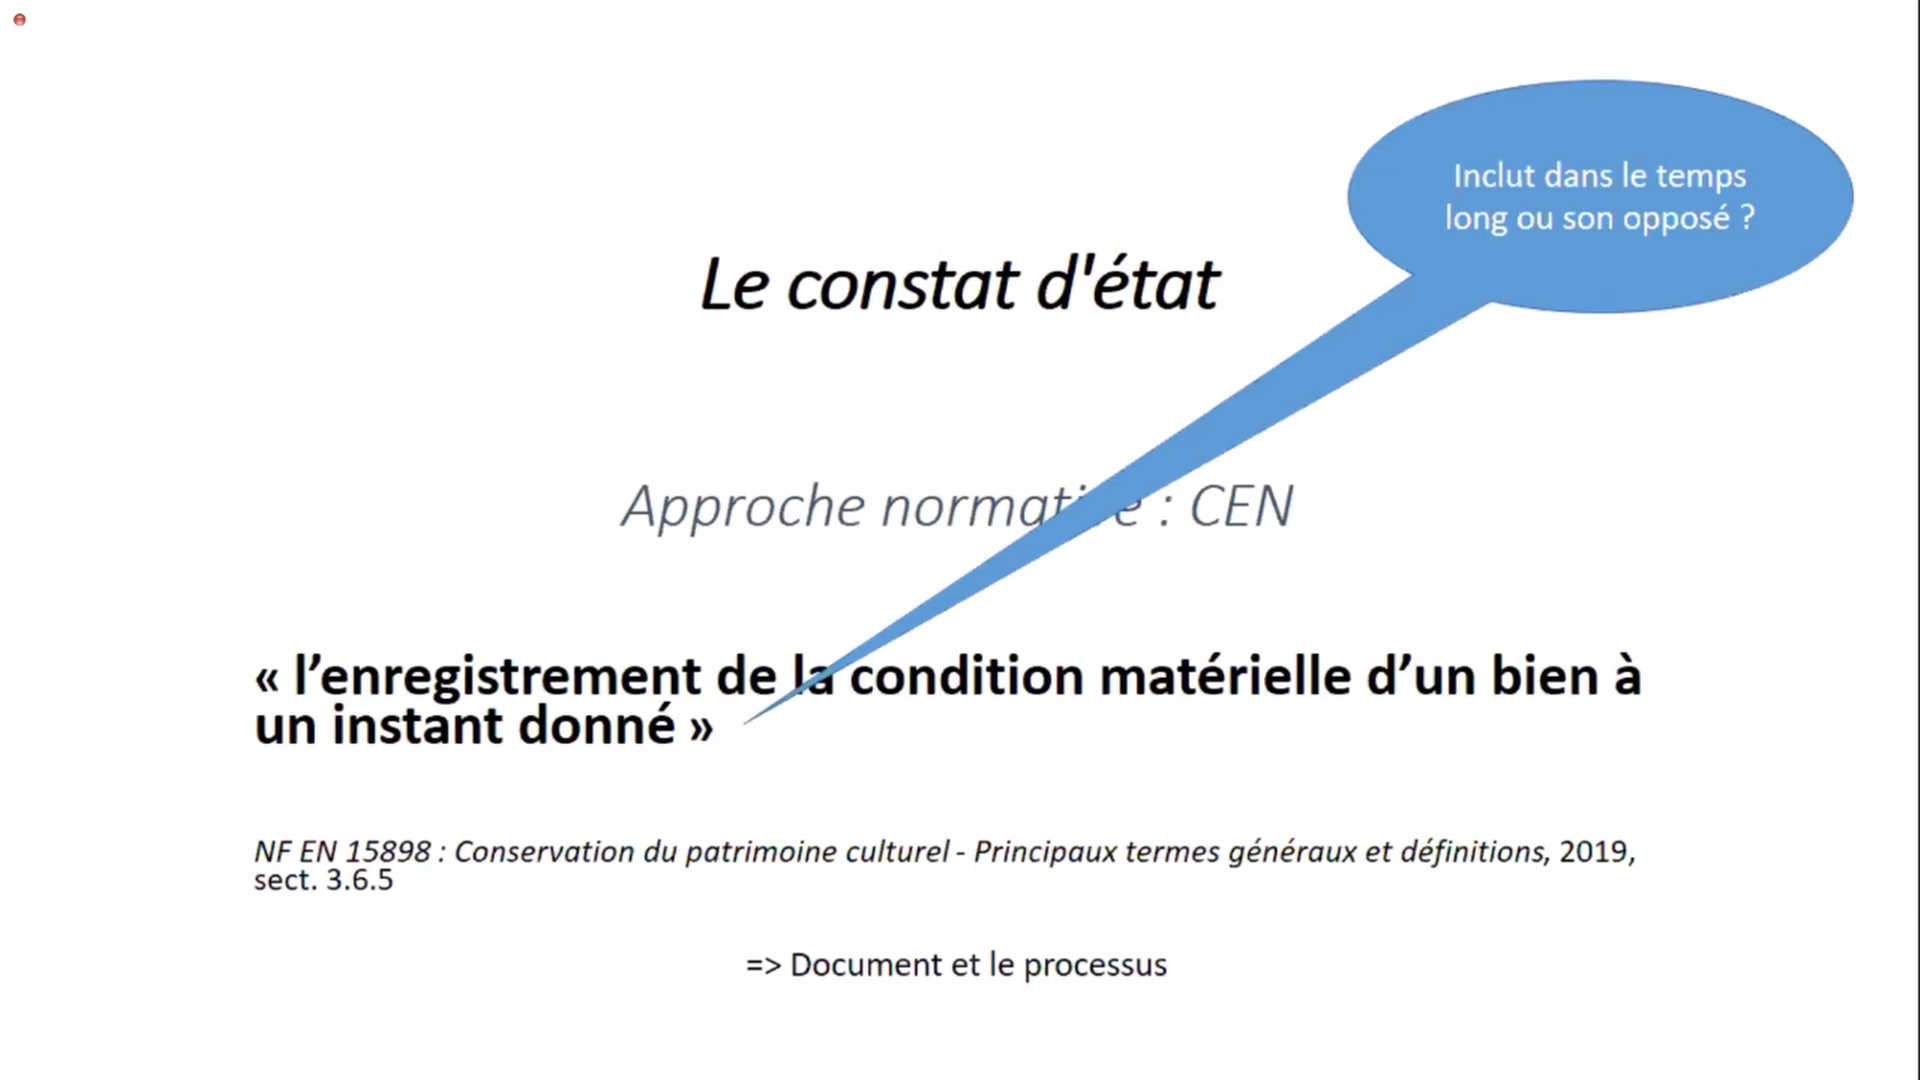 Inclut dans le temps
long ou son opposé ?
Le constat d'état
Approche normative : CEN
« l’enregistrement de la condition matérielle d’un bien à
un instant donné »
NF EN 15898 : Conservation du patrimoine culturel - Principaux termes généraux et définitions, 2019,
sect. 3.6.5
=> Document et le processus